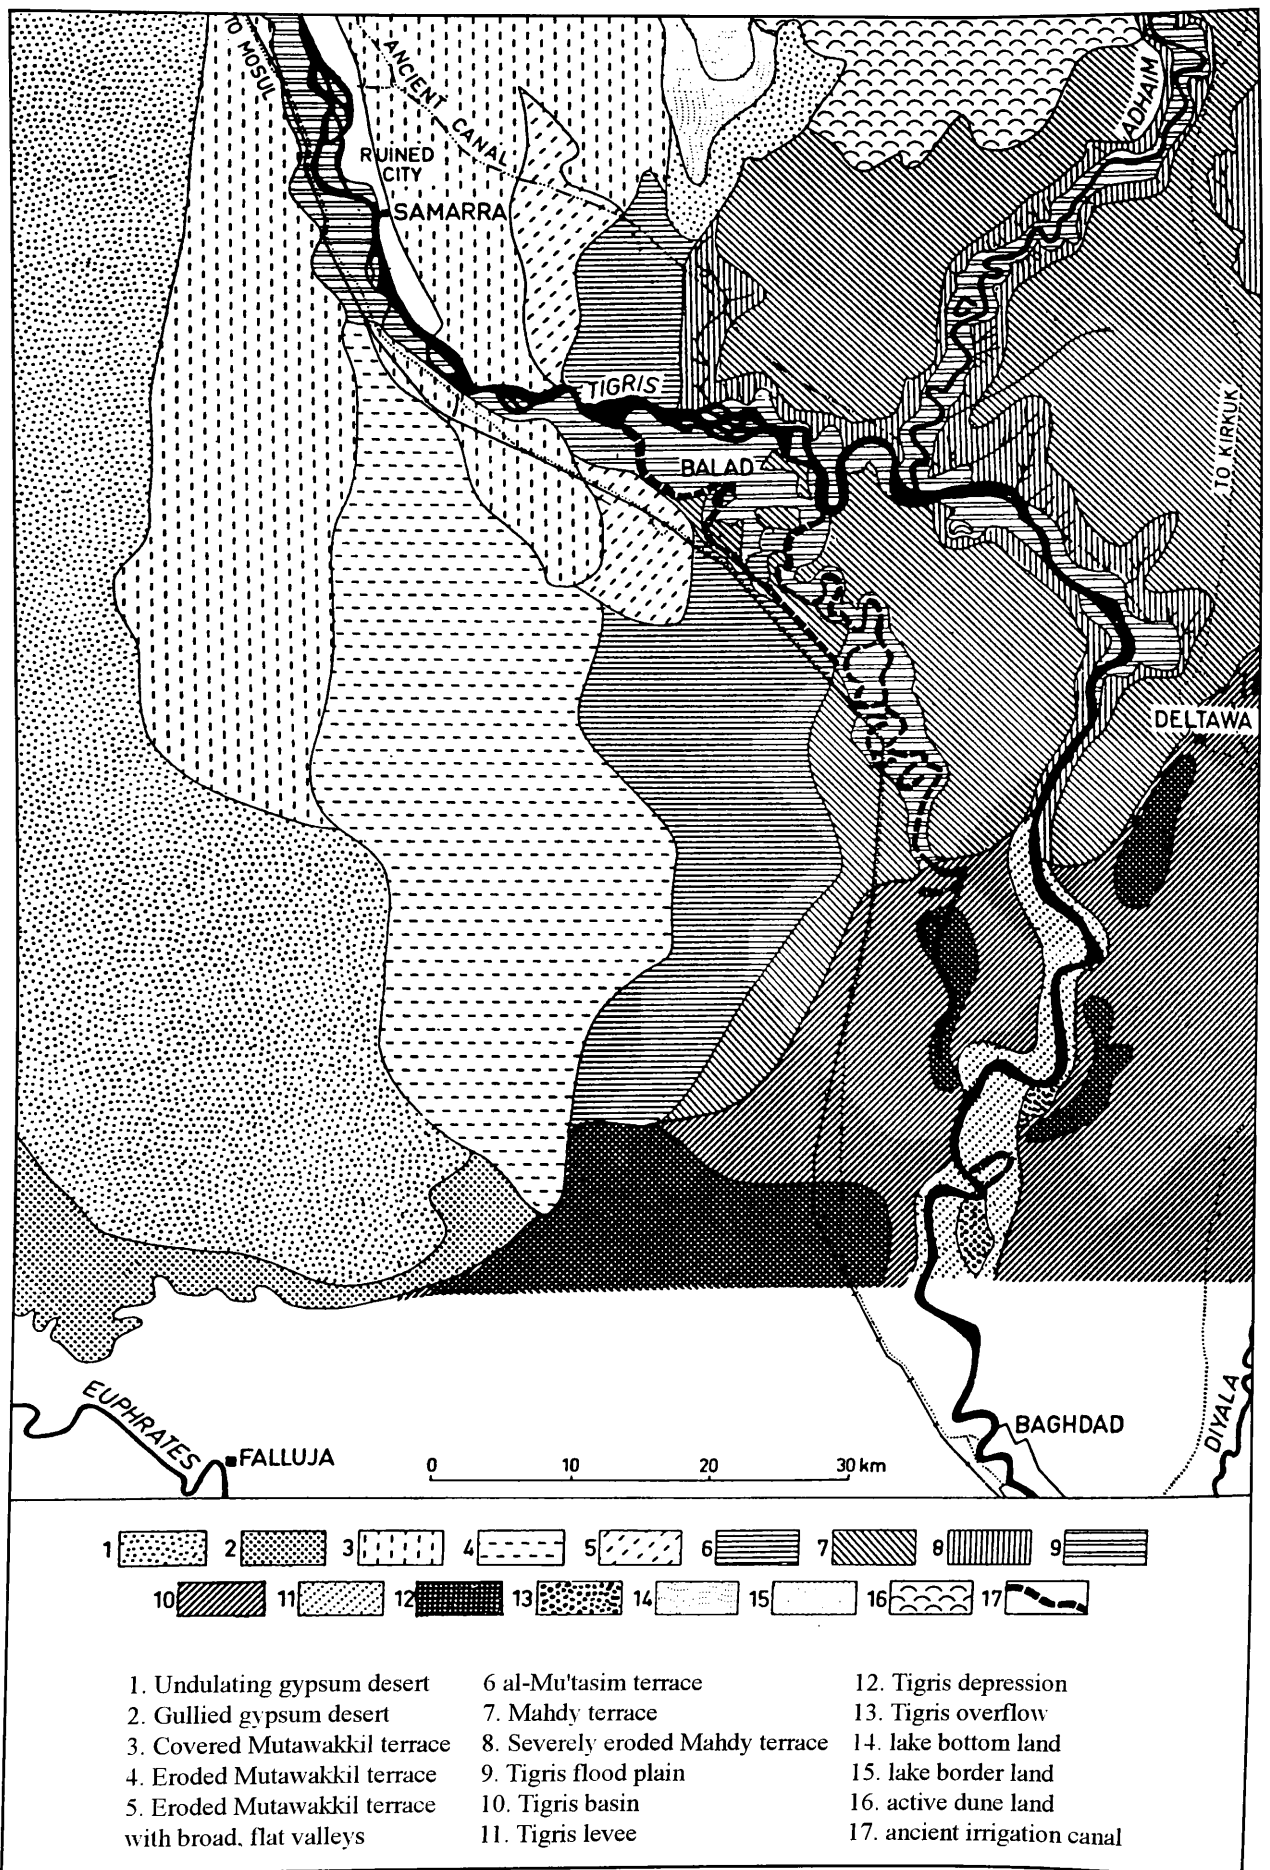 TO MOSUL
ANCIENT CANAL
RUINED
CITY
SAMARRA
ADHAIM
TIGRIS
BALAD
TO KIRKUK
DELTAWA
EUPHRATES
FALLUJA
0 10 20 30 km
BAGHDAD
DIYALA
1 2 3 4 5 6 7 8 9
10 11 12 13 14 15 16 17
1. Undulating gypsum desert
2. Gullied gypsum desert
3. Covered Mutawakkil terrace
4. Eroded Mutawakkil terrace
5. Eroded Mutawakkil terrace
with broad, flat valleys
6 al-Mu'tasim terrace
7. Mahdy terrace
8. Severely eroded Mahdy terrace
9. Tigris flood plain
10. Tigris basin
11. Tigris levee
12. Tigris depression
13. Tigris overflow
14. lake bottom land
15. lake border land
16. active dune land
17. ancient irrigation canal